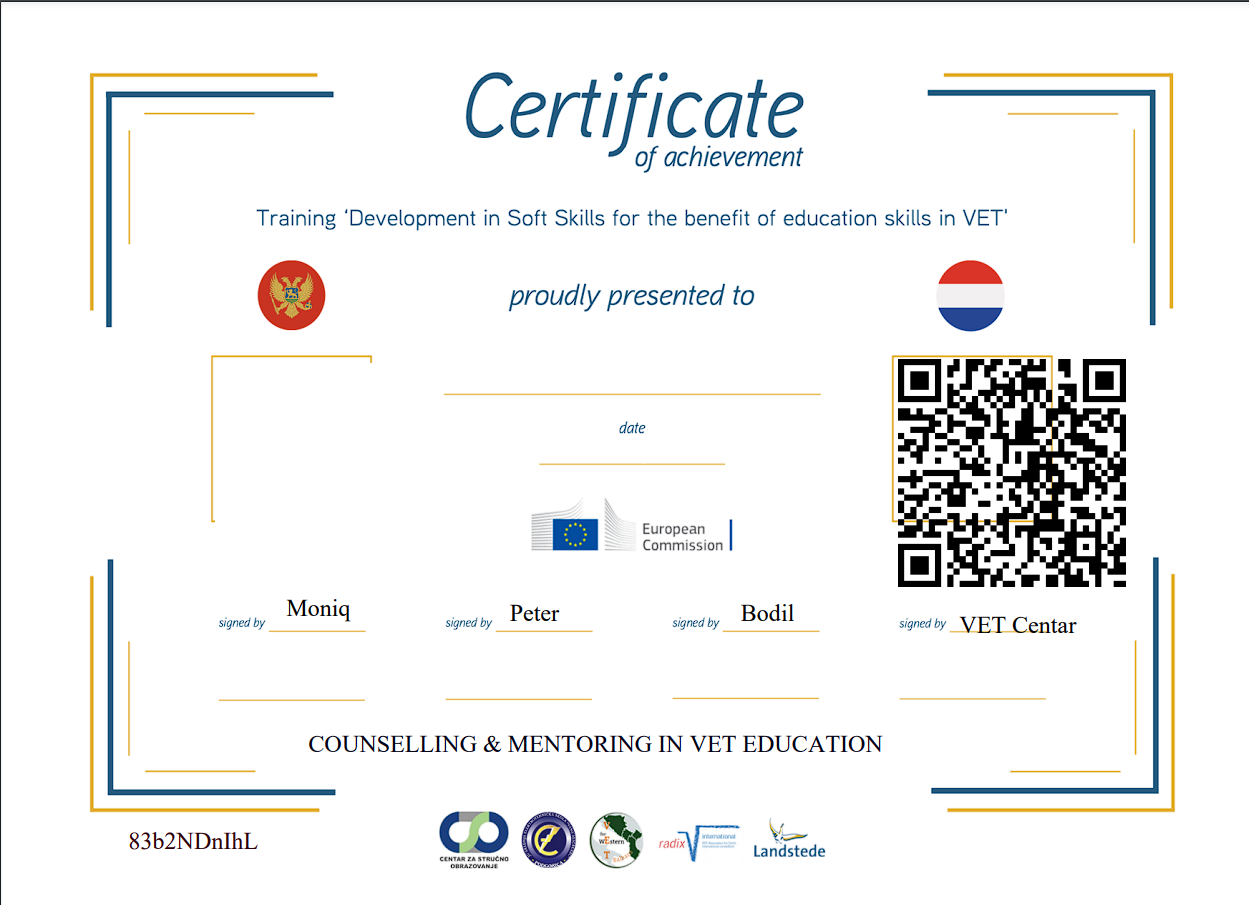 Certificate
of achievement
Training ‘Development in Soft Skills for the benefit of education skills in VET'
proudly presented to
date
European
Commission
signed by Moniq
signed by Peter
signed by Bodil
signed by VET Centar
COUNSELLING & MENTORING IN VET EDUCATION
83b2NDnIhL
CENTAR ZA STRUČNO
OBRAZOVANJE
for
WEstern
radix
international
Landstede